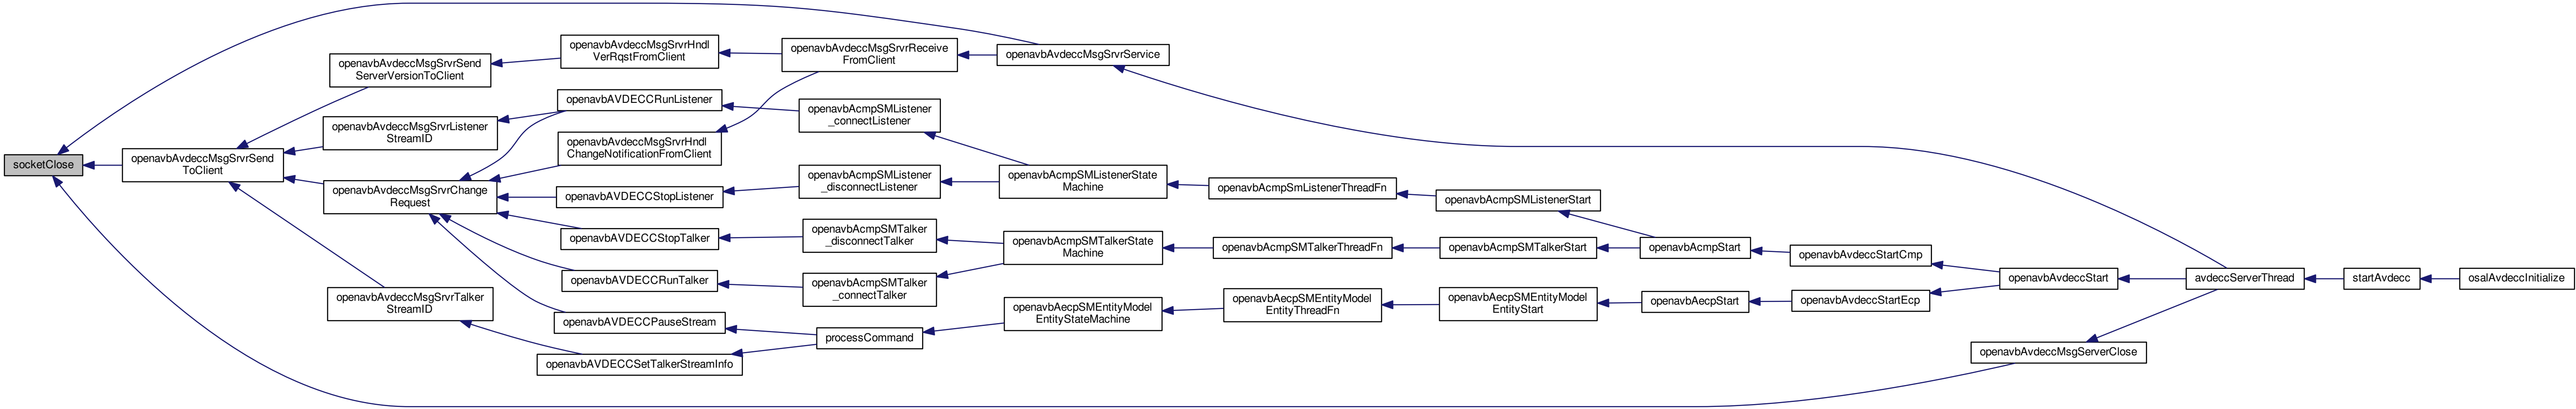 socketClose
openavbAvdeccMsgSrvrSend
ToClient
openavbAvdeccMsgSrvrSend
ServerVersionToClient
openavbAvdeccMsgSrvrListener
StreamID
openavbAvdeccMsgSrvrChange
Request
openavbAvdeccMsgSrvrTalker
StreamID
openavbAvdeccMsgSrvrHndl
VerRqstFromClient
openavbAVDECCRunListener
openavbAvdeccMsgSrvrHndl
ChangeNotificationFromClient
openavbAVDECCStopListener
openavbAVDECCStopTalker
openavbAVDECCRunTalker
openavbAVDECCPauseStream
openavbAVDECCSetTalkerStreamInfo
openavbAvdeccMsgSrvrReceive
FromClient
openavbAcmpSMListener
_connectListener
openavbAcmpSMListener
_disconnectListener
openavbAcmpSMTalker
_disconnectTalker
openavbAcmpSMTalker
_connectTalker
processCommand
openavbAvdeccMsgSrvrService
openavbAcmpSMListenerState
Machine
openavbAcmpSMTalkerState
Machine
openavbAecpSMEntityModel
EntityStateMachine
openavbAcmpSmListenerThreadFn
openavbAcmpSMTalkerThreadFn
openavbAecpSMEntityModel
EntityThreadFn
openavbAcmpSMListenerStart
openavbAcmpSMTalkerStart
openavbAecpSMEntityModel
EntityStart
openavbAcmpStart
openavbAecpStart
openavbAvdeccStartCmp
openavbAvdeccStartEcp
openavbAvdeccStart
openavbAvdeccMsgServerClose
avdeccServerThread
startAvdecc
osalAvdeccInitialize